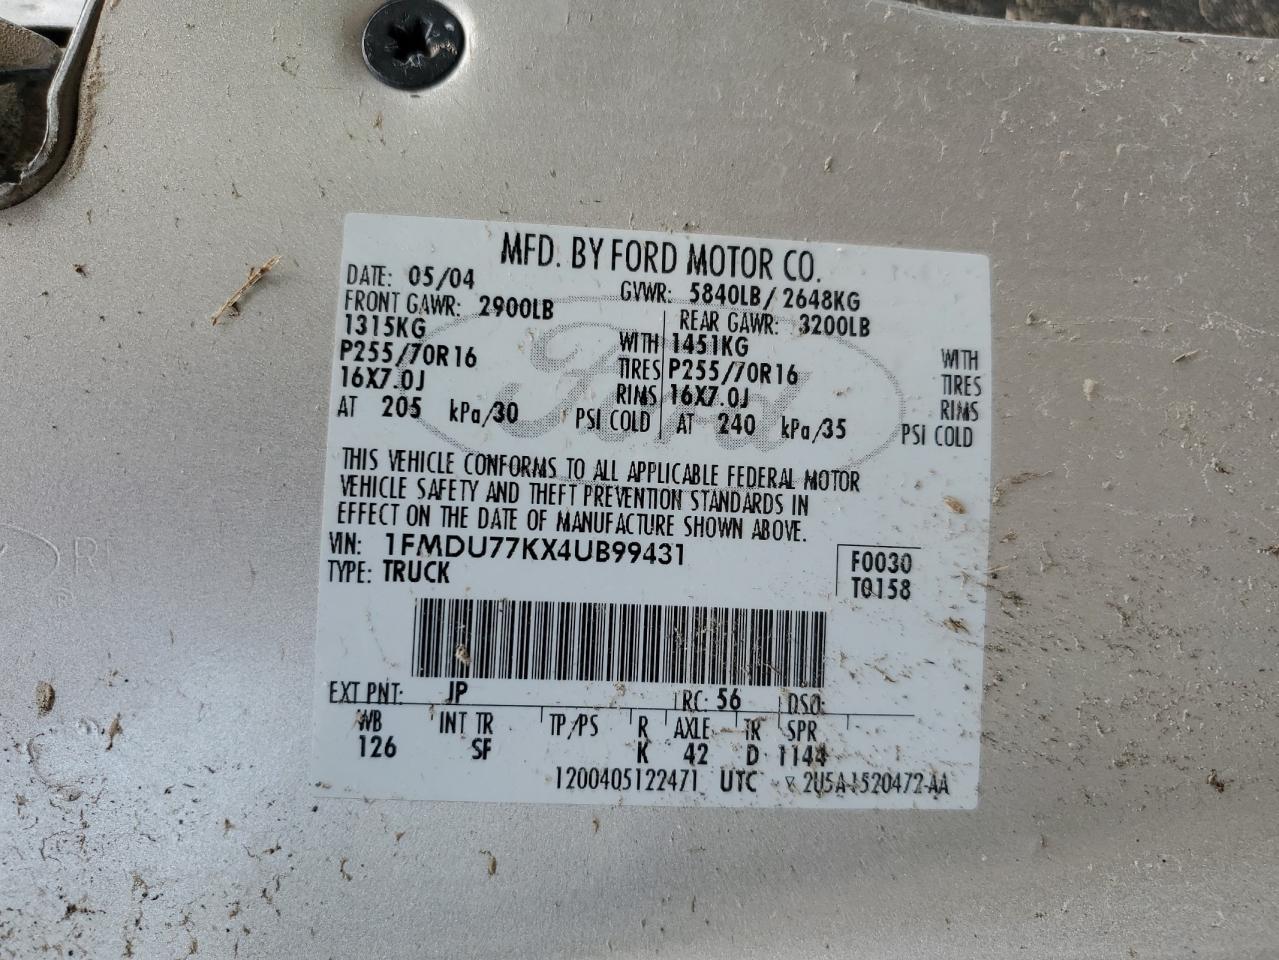 MFD. BY FORD MOTOR CO.
DATE: 05/04 GVWR: 5840LB/ 2648KG
FRONT GAWR: 2900LB REAR GAWR: 3200LB
1315KG WITH 1451KG WITH
P255/70R16 TIRES P255/70R16 TIRES
16X7.0J RIMS 16X7.0J RIMS
AT 205 kPa/30 PSI COLD AT 240 kPa/35 PSI COLD
Ford
THIS VEHICLE CONFORMS TO ALL APPLICABLE FEDERAL MOTOR
VEHICLE SAFETY AND THEFT PREVENTION STANDARDS IN
EFFECT ON THE DATE OF MANUFACTURE SHOWN ABOVE.
VIN: 1FMDU77KX4UB99431 F0030
TYPE: TRUCK T0158
EXT PNT: JP RC: 56 DSO:
WB INT TR TP/PS R AXLE TR SPR
126 SF K 42 D 1144
1200405122471 UTC 2U5A-1520472-AA